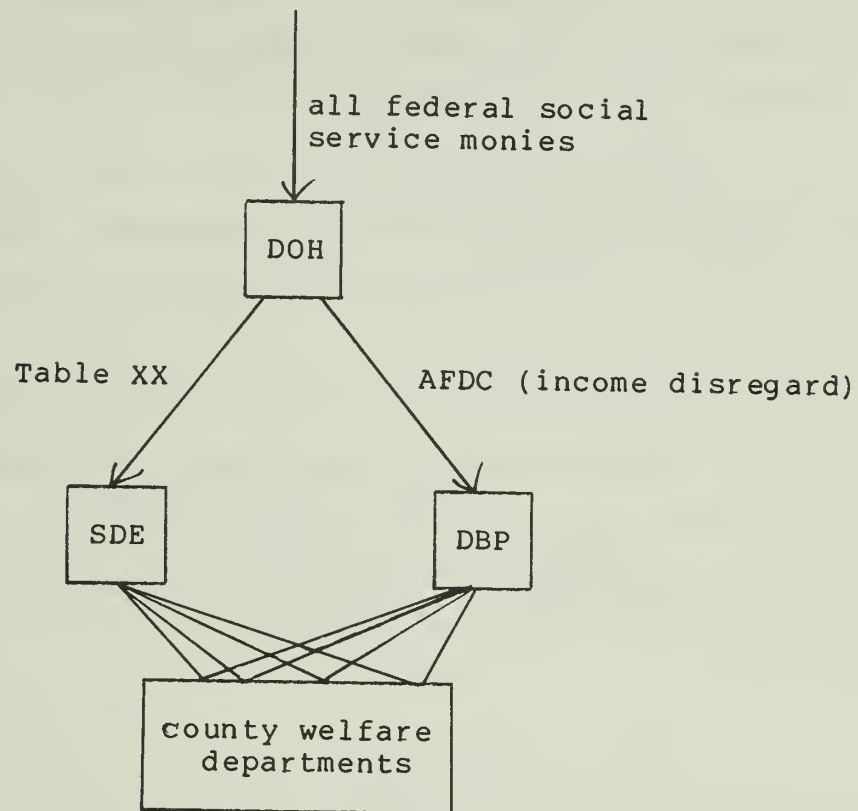 all federal social
service monies
DOH
Table XX
AFDC (income disregard)
SDE
DBP
county welfare
departments